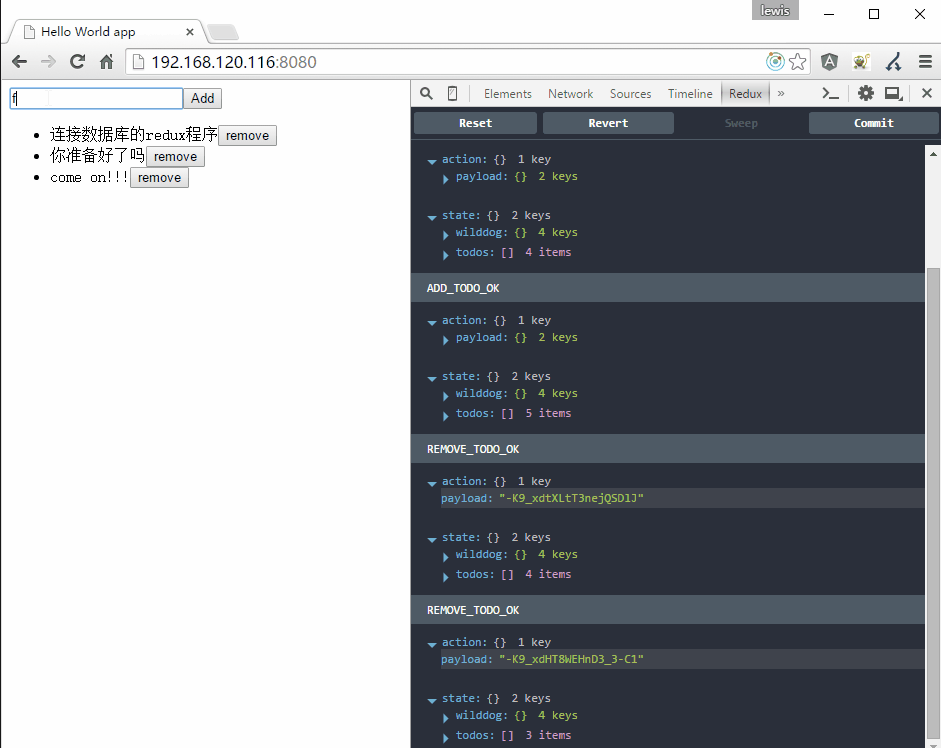 lewis
Hello World app
192.168.120.116:8080
f Add
连接数据库的redux程序 remove
你准备好了吗 remove
come on!!! remove
Elements Network Sources Timeline Redux »
Reset Revert Sweep Commit
action: {} 1 key
payload: {} 2 keys
state: {} 2 keys
wilddog: {} 4 keys
todos: [] 4 items
ADD_TODO_OK
action: {} 1 key
payload: {} 2 keys
state: {} 2 keys
wilddog: {} 4 keys
todos: [] 5 items
REMOVE_TODO_OK
action: {} 1 key
payload: "-K9_xdtXLtT3nejQSDlJ"
state: {} 2 keys
wilddog: {} 4 keys
todos: [] 4 items
REMOVE_TODO_OK
action: {} 1 key
payload: "-K9_xdHT8WEHnD3_3-C1"
state: {} 2 keys
wilddog: {} 4 keys
todos: [] 3 items